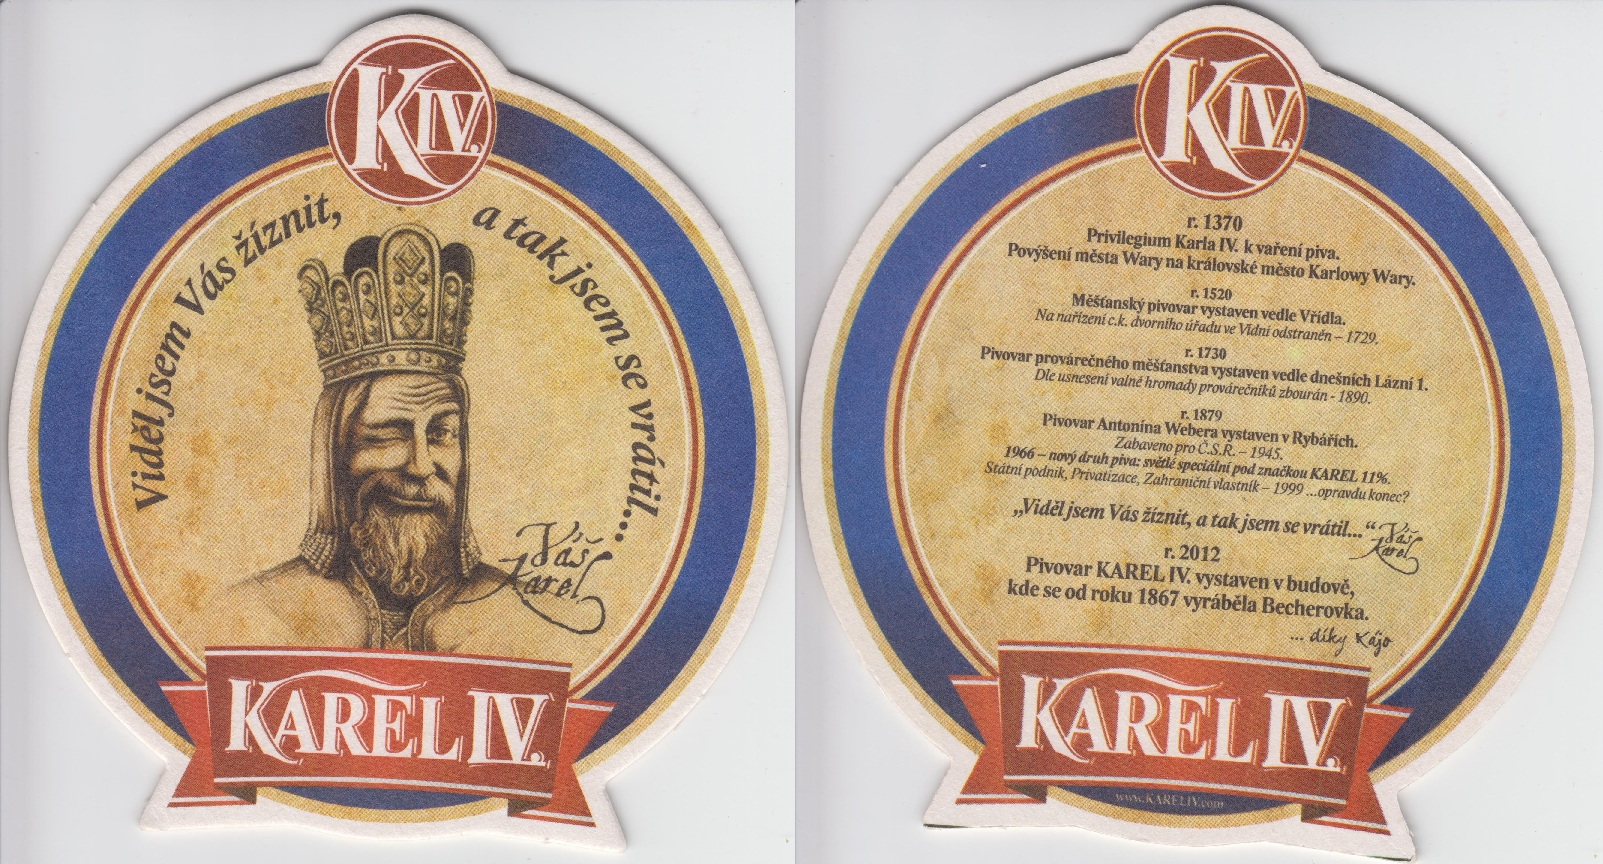 KIV.
Viděl jsem Vás žíznit,
a tak jsem se vrátil...
Váš
Karel
KAREL IV.
KIV.
r. 1370
Privilegium Karla IV. k vaření piva.
Povýšení města Wary na královské město Karlowy Wary.
r. 1520
Měšťanský pivovar vystaven vedle Vřídla.
Na nařízení c.k. dvorního úřadu ve Vídni odstraněn – 1729.
r. 1730
Pivovar provárečného měšťanstva vystaven vedle dnešních Lázní 1.
Dle usnesení valné hromady provárečníků zbourán - 1890.
r. 1879
Pivovar Antonína Webera vystaven v Rybářích.
Zabaveno pro Č.S.R. – 1945.
1966 – nový druh piva: světlé speciální pod značkou KAREL 11%.
Státní podnik, Privatizace, Zahraniční vlastník – 1999 ...opravdu konec?
„Viděl jsem Vás žíznit, a tak jsem se vrátil...“ Váš
Karel
r. 2012
Pivovar KAREL IV. vystaven v budově,
kde se od roku 1867 vyráběla Becherovka.
... díky Kájo
KAREL IV.
www.KARELIV.com